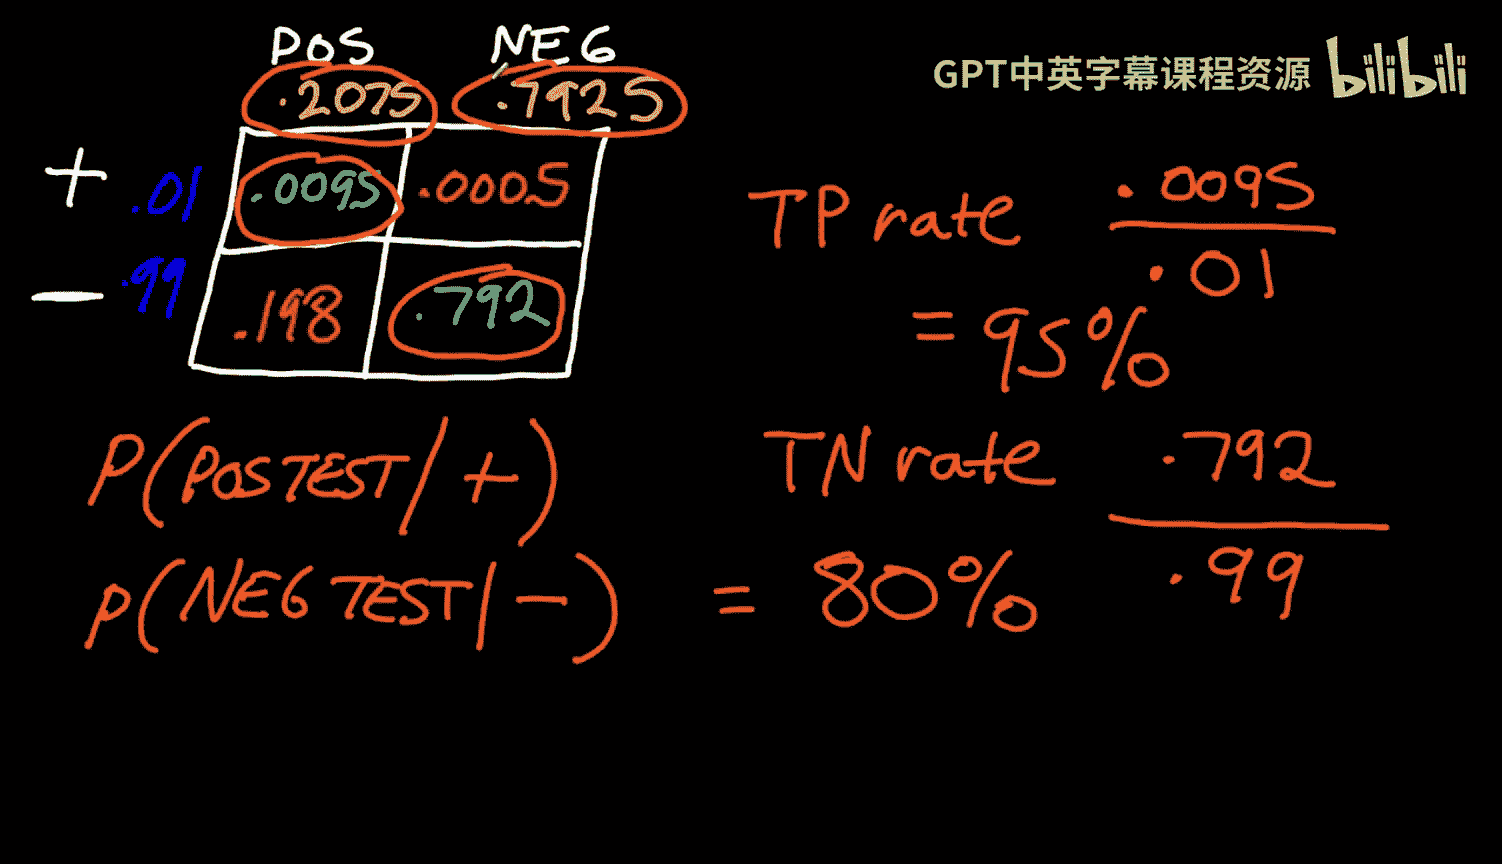 POS NEG
GPT中英字幕课程资源 bilibili
.2075 .7925
+ .01 .0095 .0005
- .99 .198 .792
TP rate .0095
.01
= 95%
P(POS TEST/+)
TN rate .792
.99
P(NEG TEST/-) = 80%